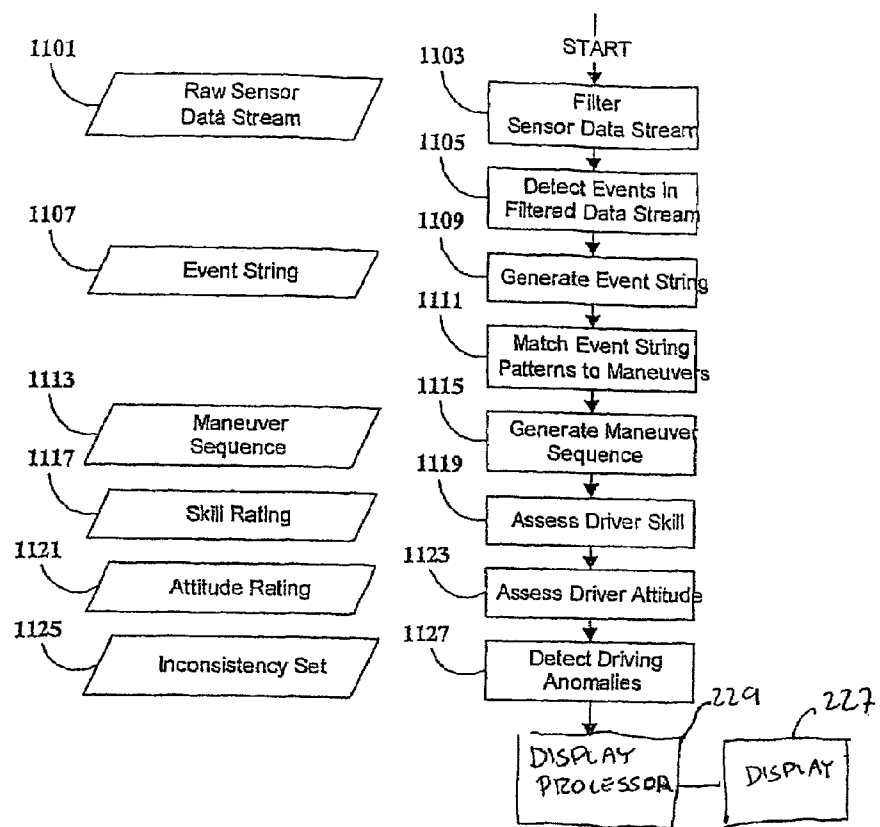 START
1101
Raw Sensor
Data Stream
1103
Filter
Sensor Data Stream
1105
Detect Events in
Filtered Data Stream
1107
Event String
1109
Generate Event String
1111
Match Event String
Patterns to Maneuvers
1113
Maneuver
Sequence
1115
Generate Maneuver
Sequence
1117
Skill Rating
1119
Assess Driver Skill
1121
Attitude Rating
1123
Assess Driver Attitude
1125
Inconsistency Set
1127
Detect Driving
Anomalies
229
DISPLAY
PROCESSOR
227
DISPLAY